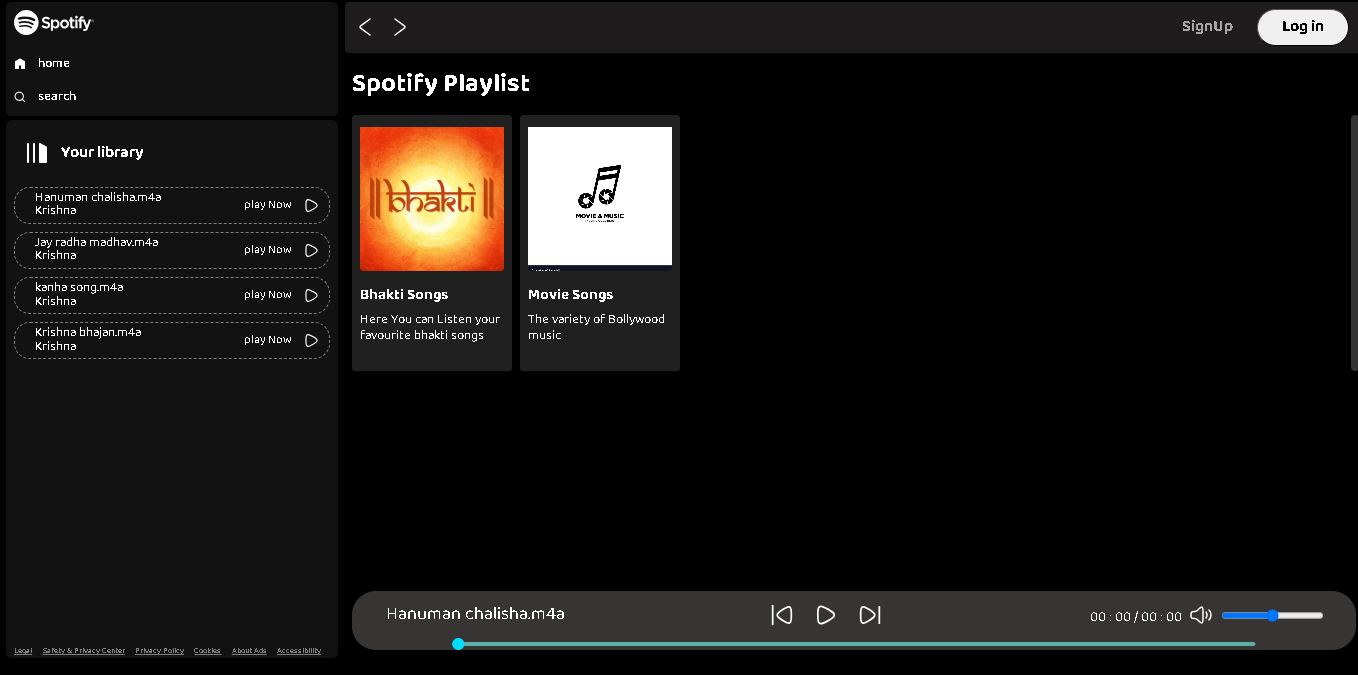 Spotify
home
search
Your library
Hanuman chalisha.m4a
Krishna
play Now
Jay radha madhav.m4a
Krishna
play Now
kanha song.m4a
Krishna
play Now
Krishna bhajan.m4a
Krishna
play Now
Legal Safety & Privacy Center Privacy Policy Cookies About Ads Accessibility
SignUp Log in
Spotify Playlist
bhakti
Bhakti Songs
Here You can Listen your
favourite bhakti songs
MOVIE & MUSIC
Movie Songs
The variety of Bollywood
music
Hanuman chalisha.m4a
00 : 00 / 00 : 00